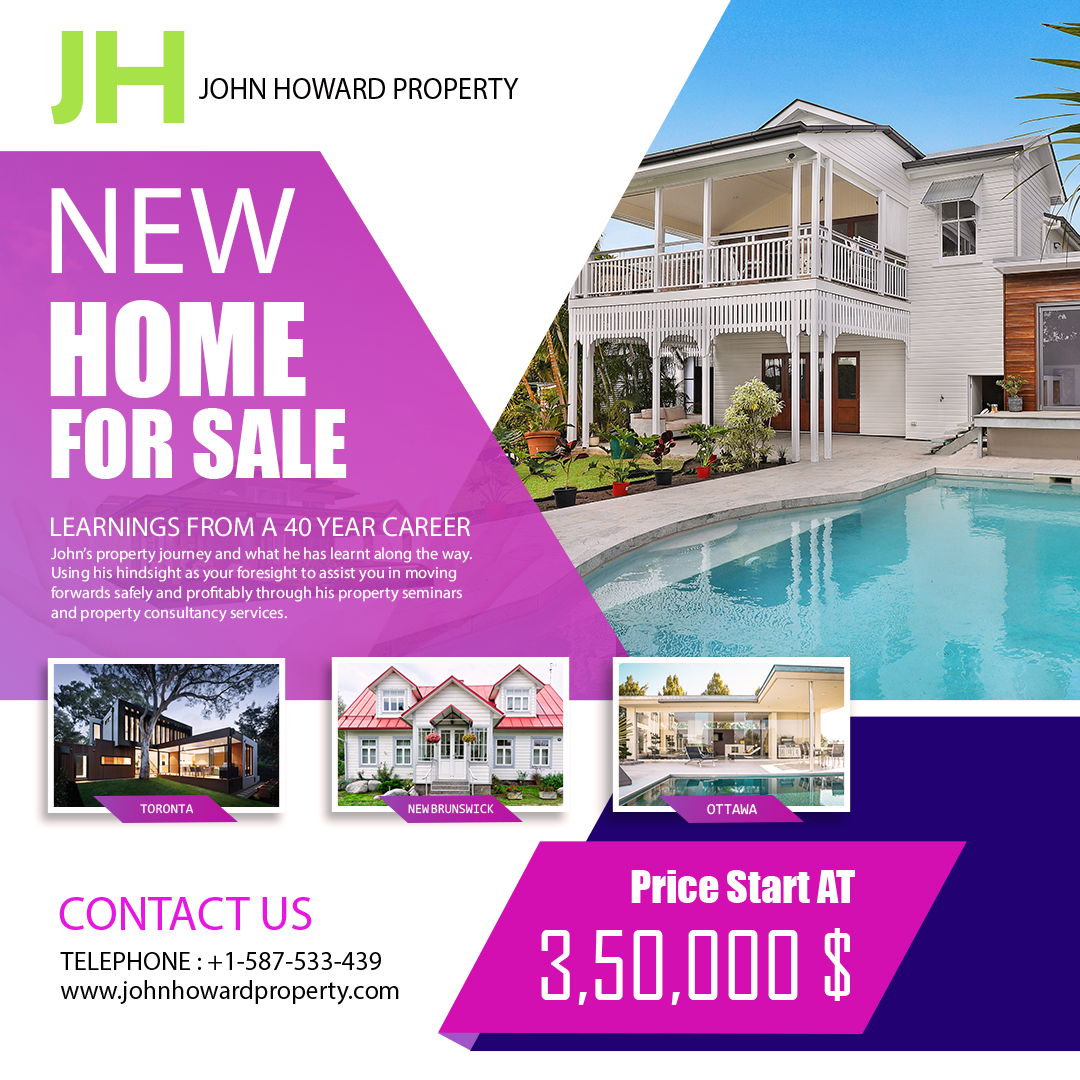 JH
JOHN HOWARD PROPERTY
NEW
HOME
FOR SALE
LEARNINGS FROM A 40 YEAR CAREER
John’s property journey and what he has learnt along the way.
Using his hindsight as your foresight to assist you in moving
forwards safely and profitably through his property seminars
and property consultancy services.
TORONTA
NEWBRUNSWICK
OTTAWA
Price Start AT
3,50,000 $
CONTACT US
TELEPHONE : +1-587-533-439
www.johnhowardproperty.com